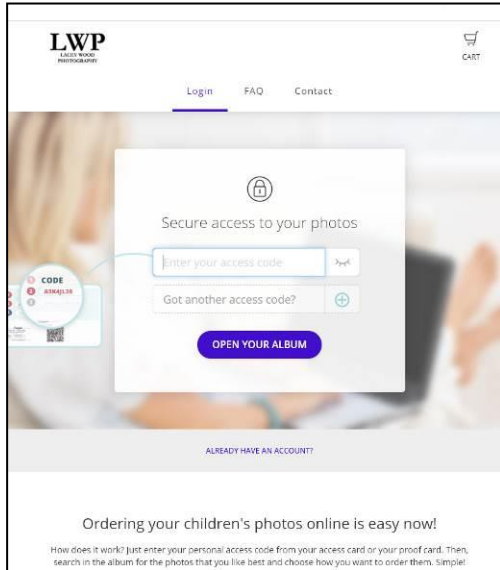 LWP
LACEY WOOD
PHOTOGRAPHY
CART
Login FAQ Contact
Secure access to your photos
Enter your access code
Got another access code?
CODE
OPEN YOUR ALBUM
ALREADY HAVE AN ACCOUNT?
Ordering your children's photos online is easy now!
How does it work? Just enter your personal access code from your access card or your proof card. Then,
search in the album for the photos that you like best and choose how you want to order them. Simple!